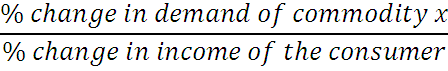 % change in demand of commodity x
% change in income of the consumer